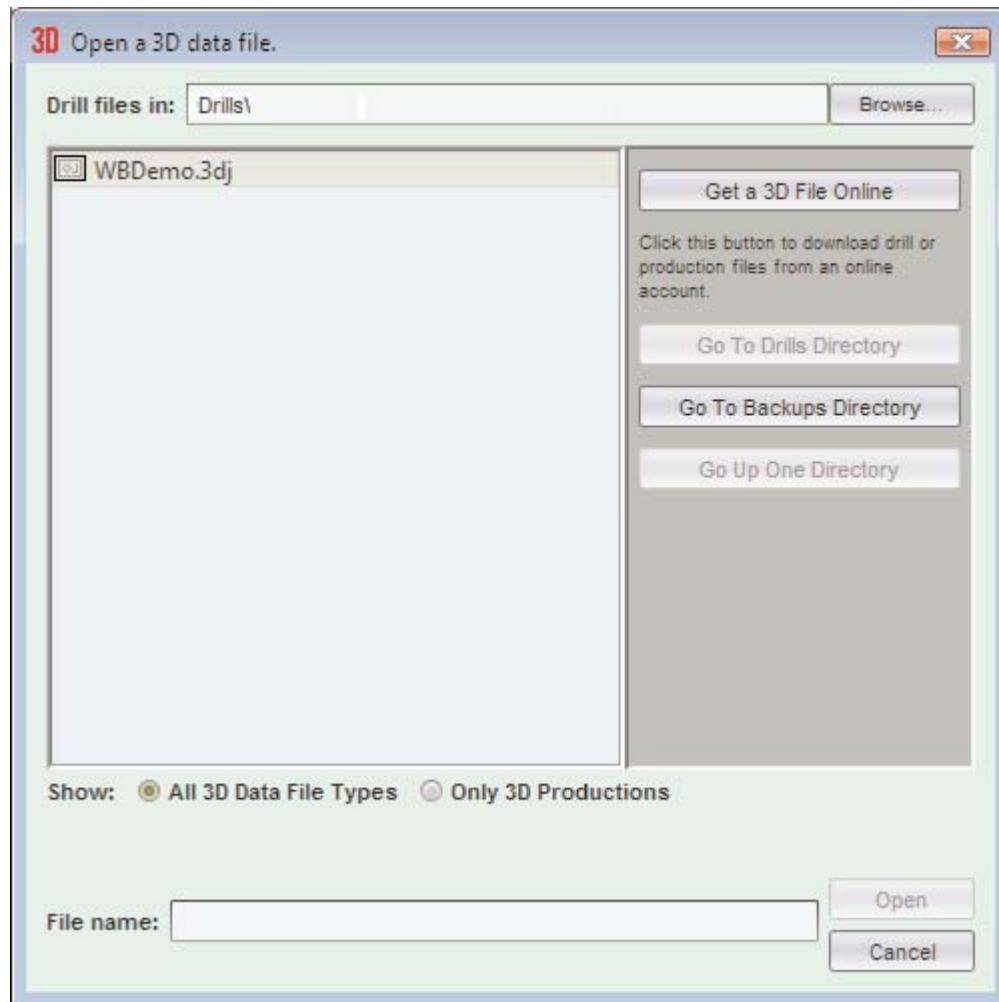 3D Open a 3D data file.
Drill files in: Drills\ Browse...
WBDemo.3dj
Get a 3D File Online
Click this button to download drill or
production files from an online
account.
Go To Drills Directory
Go To Backups Directory
Go Up One Directory
Show: All 3D Data File Types Only 3D Productions
File name:
Open
Cancel